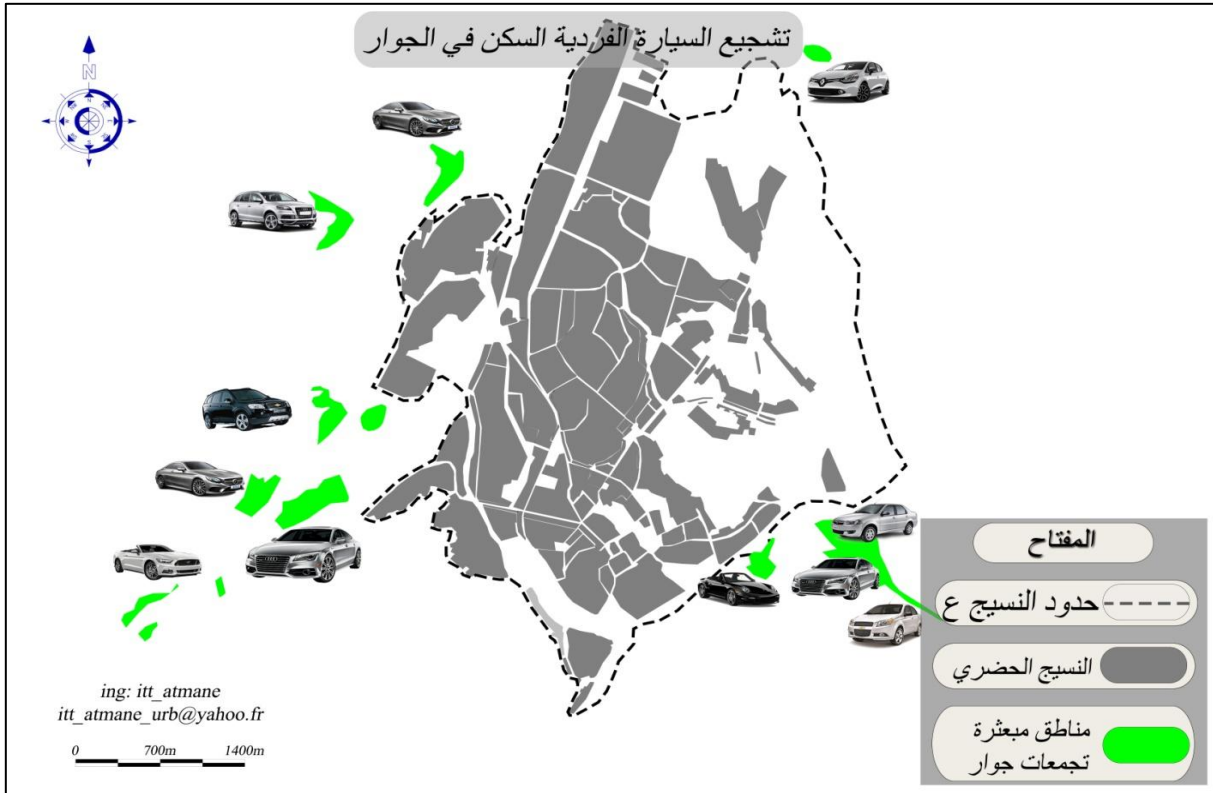 تشجيع السيارة الفردية السكن في الجوار
N
المفتاح
حدود النسيج ع
النسيج الحضري
مناطق مبعثرة
تجمعات جوار
ing: itt_atmane
itt_atmane_urb@yahoo.fr
0 700m 1400m